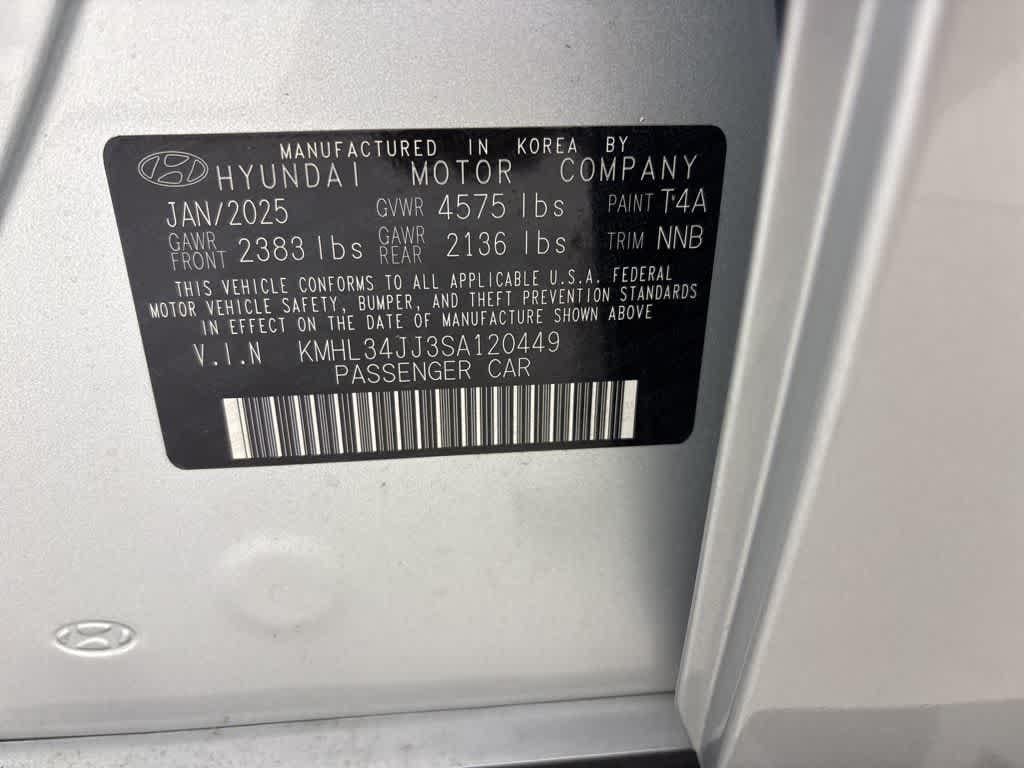 MANUFACTURED IN KOREA BY
HYUNDAI MOTOR COMPANY
JAN/2025 GVWR 4575 lbs PAINT T4A
GAWR FRONT 2383 lbs GAWR REAR 2136 lbs TRIM NNB
THIS VEHICLE CONFORMS TO ALL APPLICABLE U.S.A. FEDERAL
MOTOR VEHICLE SAFETY, BUMPER, AND THEFT PREVENTION STANDARDS
IN EFFECT ON THE DATE OF MANUFACTURE SHOWN ABOVE
V.I.N KMHL34JJ3SA120449
PASSENGER CAR